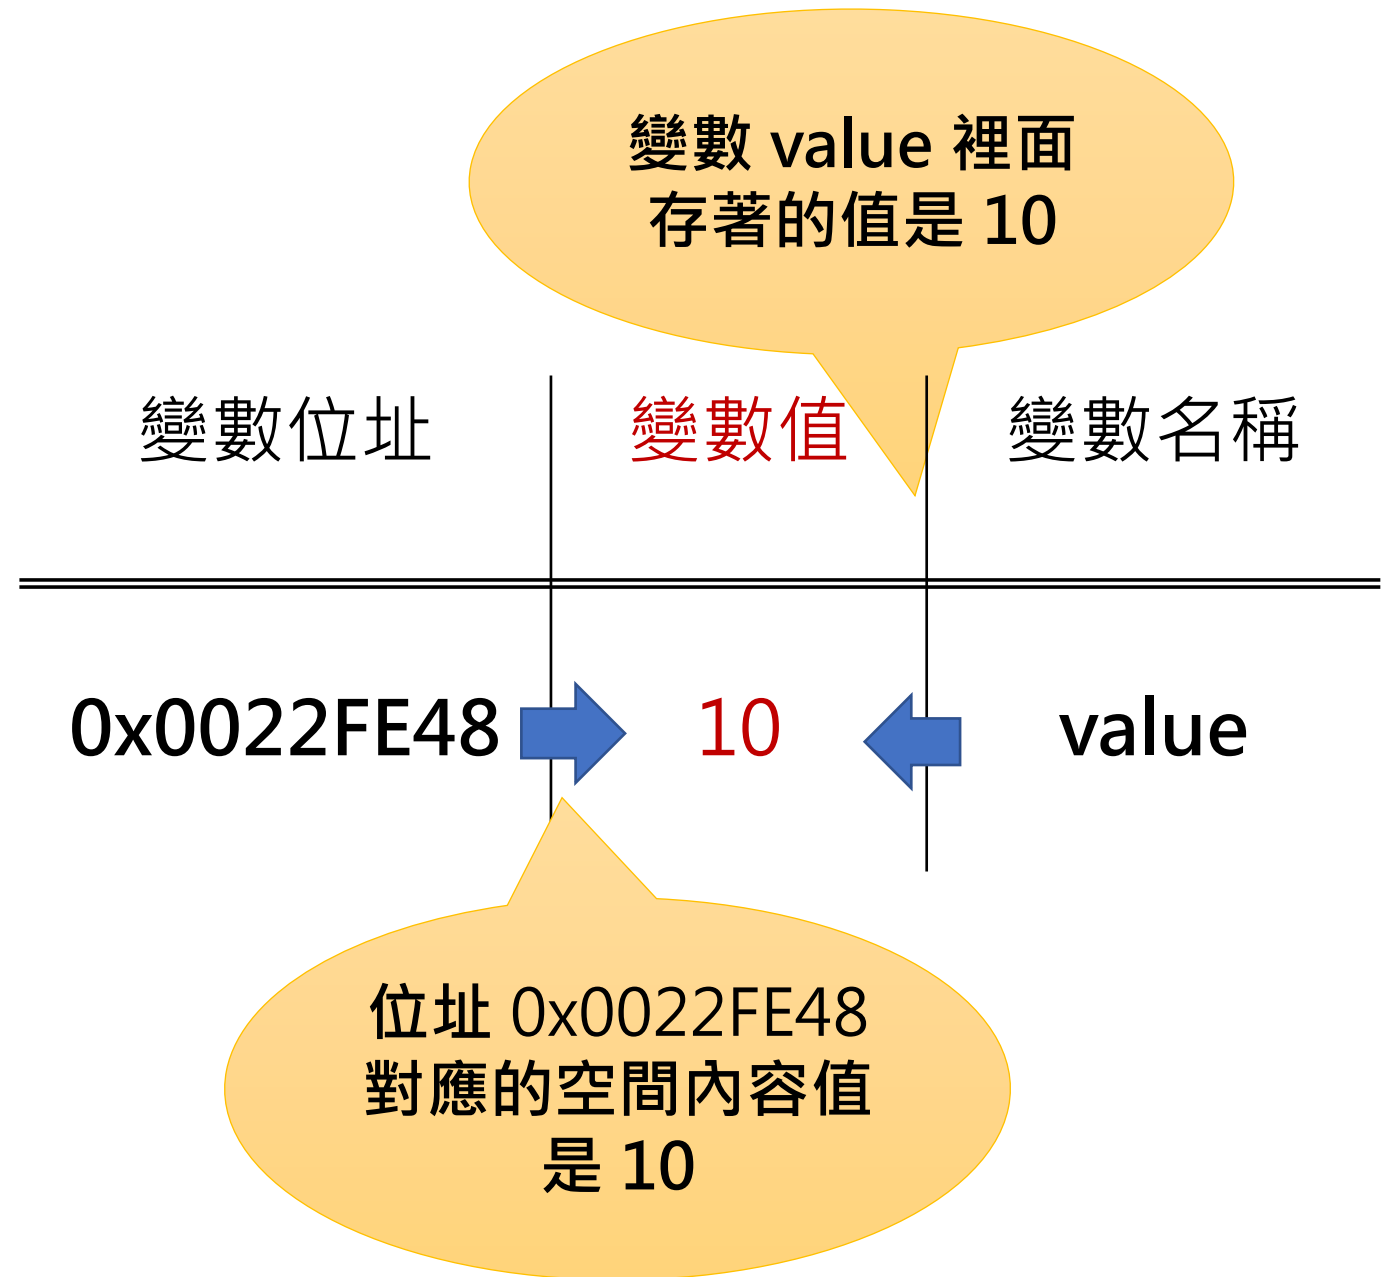 變數 value 裡面
存著的值是 10
變數位址
變數值
變數名稱
0x0022FE48
10
value
位址 0x0022FE48
對應的空間內容值
是 10